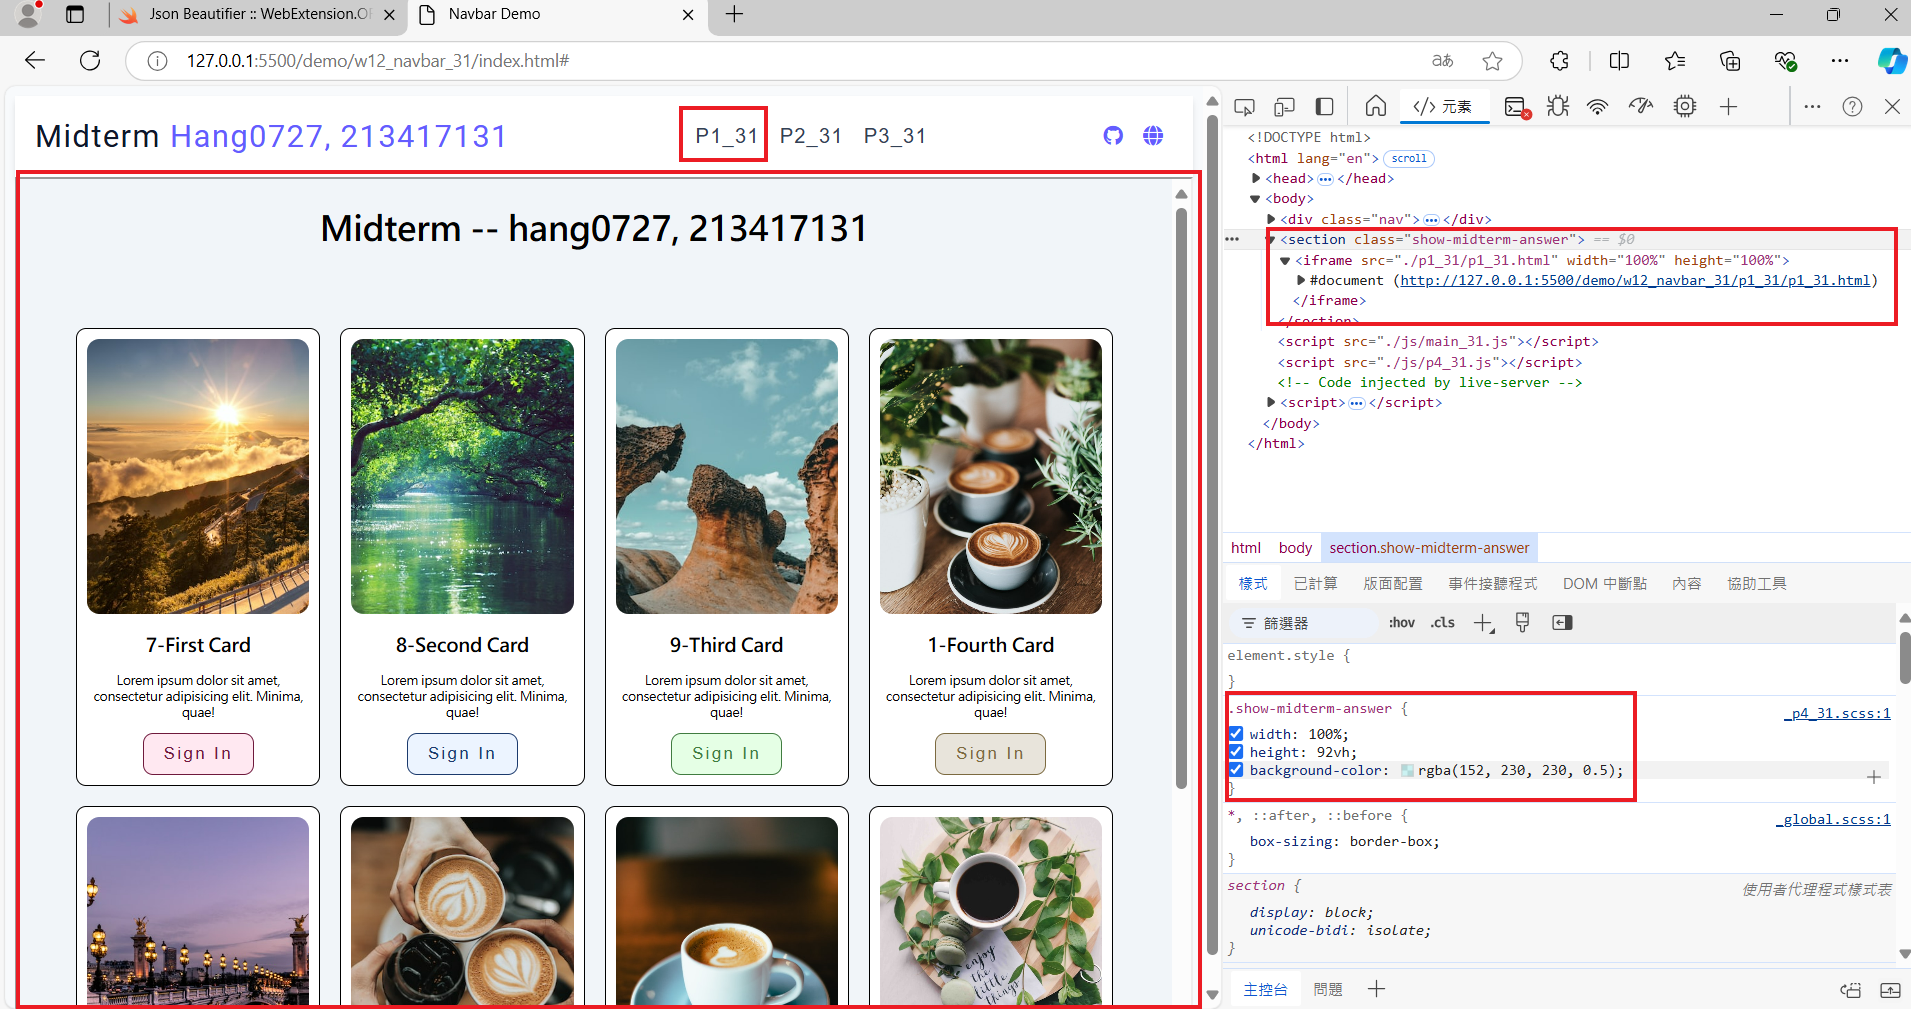 Json Beautifier :: WebExtension.OR
Navbar Demo
127.0.0.1:5500/demo/w12_navbar_31/index.html#
aあ
Midterm Hang0727, 213417131
P1_31 P2_31 P3_31
Midterm -- hang0727, 213417131
7-First Card
Lorem ipsum dolor sit amet,
consectetur adipisicing elit. Minima,
quae!
Sign In
8-Second Card
Lorem ipsum dolor sit amet,
consectetur adipisicing elit. Minima,
quae!
Sign In
9-Third Card
Lorem ipsum dolor sit amet,
consectetur adipisicing elit. Minima,
quae!
Sign In
1-Fourth Card
Lorem ipsum dolor sit amet,
consectetur adipisicing elit. Minima,
quae!
Sign In
enjoy
the
little
things
</> 元素
<!DOCTYPE html>
<html lang="en"> scroll
<head> ••• </head>
<body>
<div class="nav"> ••• </div>
••• <section class="show-midterm-answer"> == $0
<iframe src="./p1_31/p1_31.html" width="100%" height="100%">
#document (http://127.0.0.1:5500/demo/w12_navbar_31/p1_31/p1_31.html)
</iframe>
</section>
<script src="./js/main_31.js"></script>
<script src="./js/p4_31.js"></script>
<!-- Code injected by live-server -->
<script> ••• </script>
</body>
</html>
html body section.show-midterm-answer
樣式 已計算 版面配置 事件接聽程式 DOM 中斷點 內容 協助工具
篩選器 :hov .cls
element.style {
}
.show-midterm-answer { _p4_31.scss:1
width: 100%;
height: 92vh;
background-color: rgba(152, 230, 230, 0.5);
}
*, ::after, ::before { _global.scss:1
box-sizing: border-box;
}
section { 使用者代理程式樣式表
display: block;
unicode-bidi: isolate;
}
主控台 問題